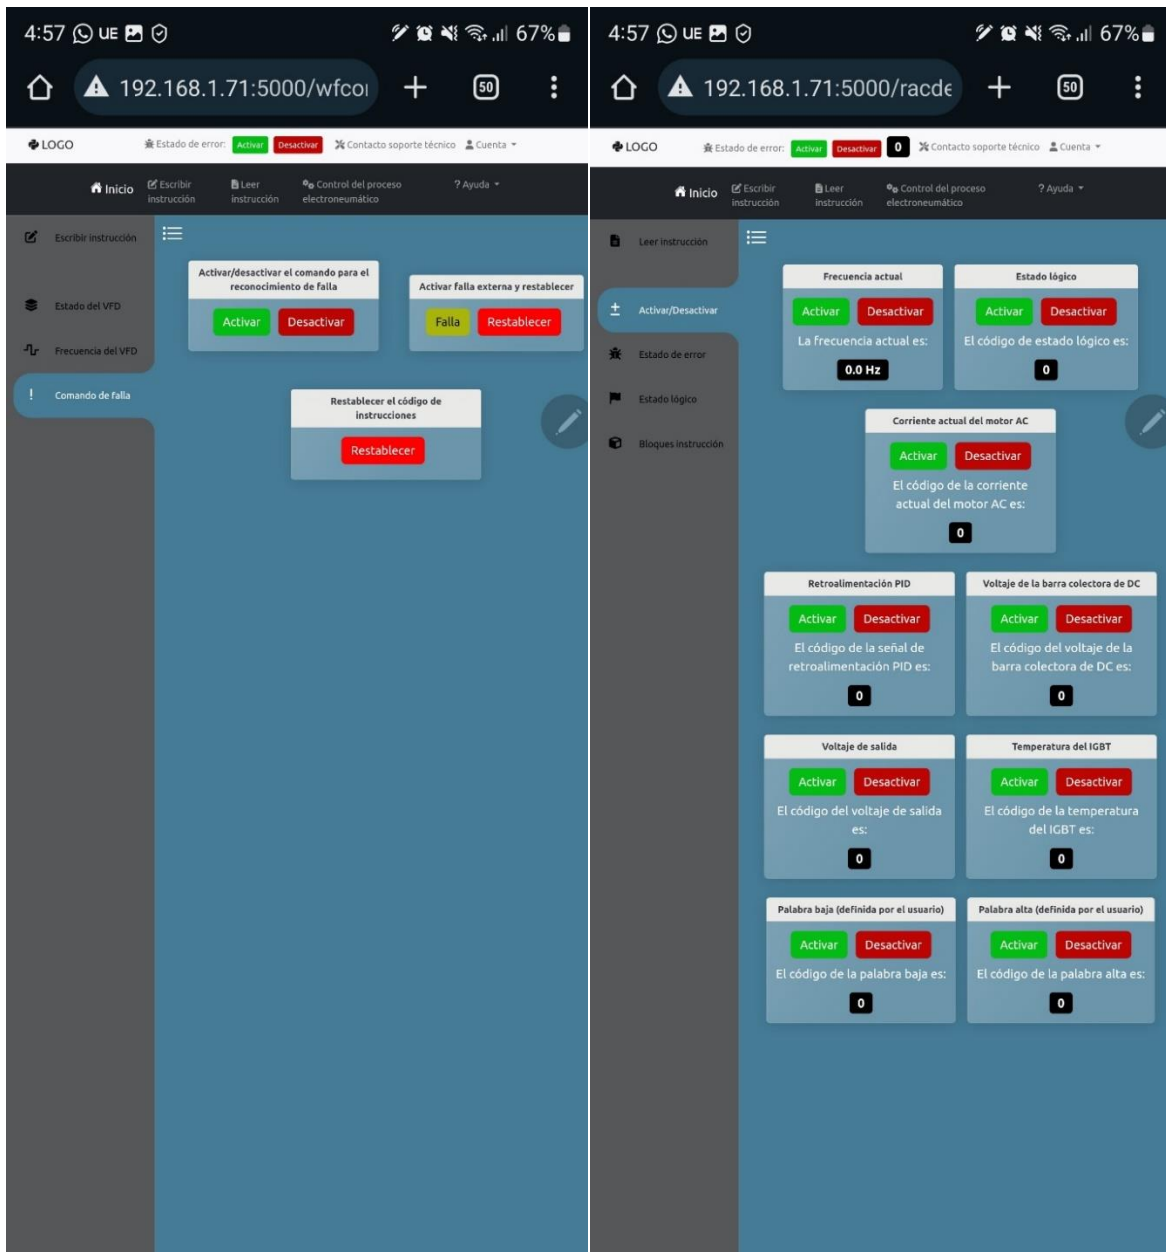 4:57 UE 67%
192.168.1.71:5000/wfco
50
LOGO Estado de error: Activar Desactivar Contacto soporte técnico Cuenta
Inicio Escribir instrucción Leer instrucción Control del proceso electroneumático ? Ayuda
Escribir instrucción
Estado del VFD
Frecuencia del VFD
Comando de falla
Activar/desactivar el comando para el
reconocimiento de falla
Activar Desactivar
Activar falla externa y restablecer
Falla Restablecer
Restablecer el código de
instrucciones
Restablecer
4:57 UE 67%
192.168.1.71:5000/racde
50
LOGO Estado de error: Activar Desactivar 0 Contacto soporte técnico Cuenta
Inicio Escribir instrucción Leer instrucción Control del proceso electroneumático ? Ayuda
Leer instrucción
Activar/Desactivar
Estado de error
Estado lógico
Bloques instrucción
Frecuencia actual
Activar Desactivar
La frecuencia actual es:
0.0 Hz
Estado lógico
Activar Desactivar
El código de estado lógico es:
0
Corriente actual del motor AC
Activar Desactivar
El código de la corriente
actual del motor AC es:
0
Retroalimentación PID
Activar Desactivar
El código de la señal de
retroalimentación PID es:
0
Voltaje de la barra colectora de DC
Activar Desactivar
El código del voltaje de la
barra colectora de DC es:
0
Voltaje de salida
Activar Desactivar
El código del voltaje de salida
es:
0
Temperatura del IGBT
Activar Desactivar
El código de la temperatura
del IGBT es:
0
Palabra baja (definida por el usuario)
Activar Desactivar
El código de la palabra baja es:
0
Palabra alta (definida por el usuario)
Activar Desactivar
El código de la palabra alta es:
0